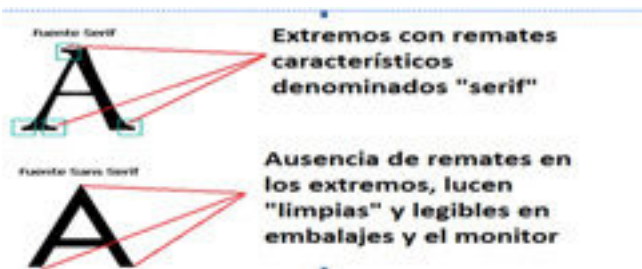 Fuente Serif
A
Extremos con remates
característicos
denominados "serif"
Fuente Sans Serif
A
Ausencia de remates en
los extremos, lucen
"limpias" y legibles en
embalajes y el monitor